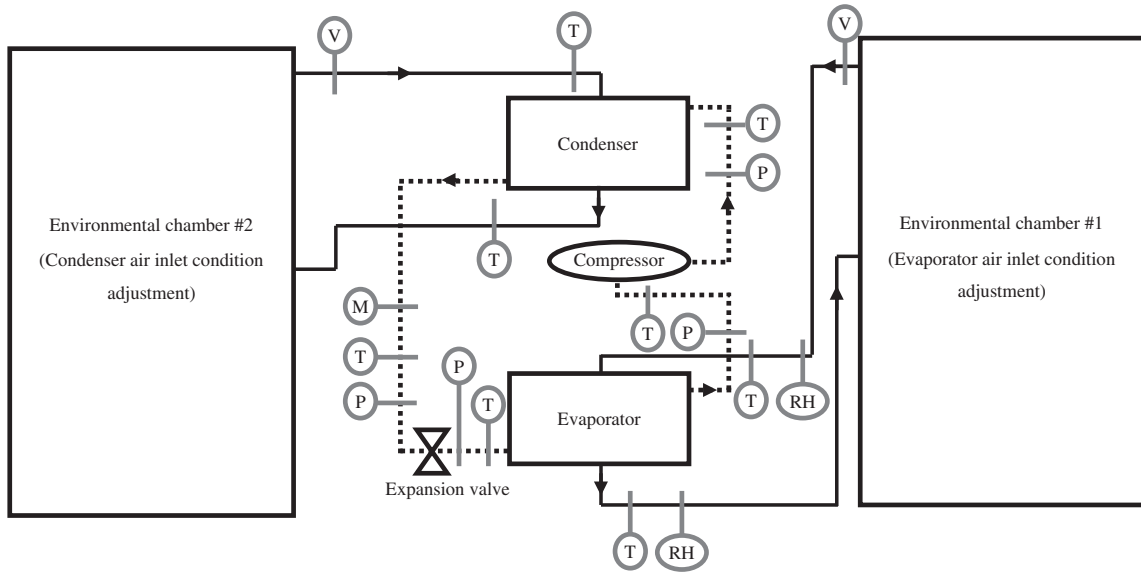 V
T
V
Condenser
T
P
Environmental chamber #2
(Condenser air inlet condition
adjustment)
Environmental chamber #1
(Evaporator air inlet condition
adjustment)
T
Compressor
M
T
P
T
P
P
T
T
RH
Evaporator
Expansion valve
T
RH